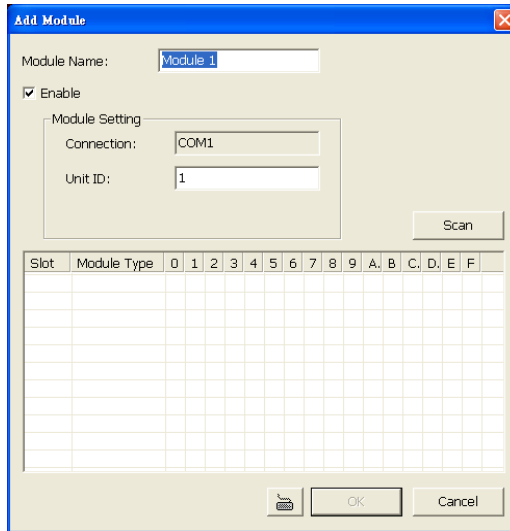 Add Module
Module Name: Module 1
Enable
Module Setting
Connection: COM1
Unit ID: 1
Scan
Slot Module Type 0 1 2 3 4 5 6 7 8 9 A. B C. D. E F
OK Cancel